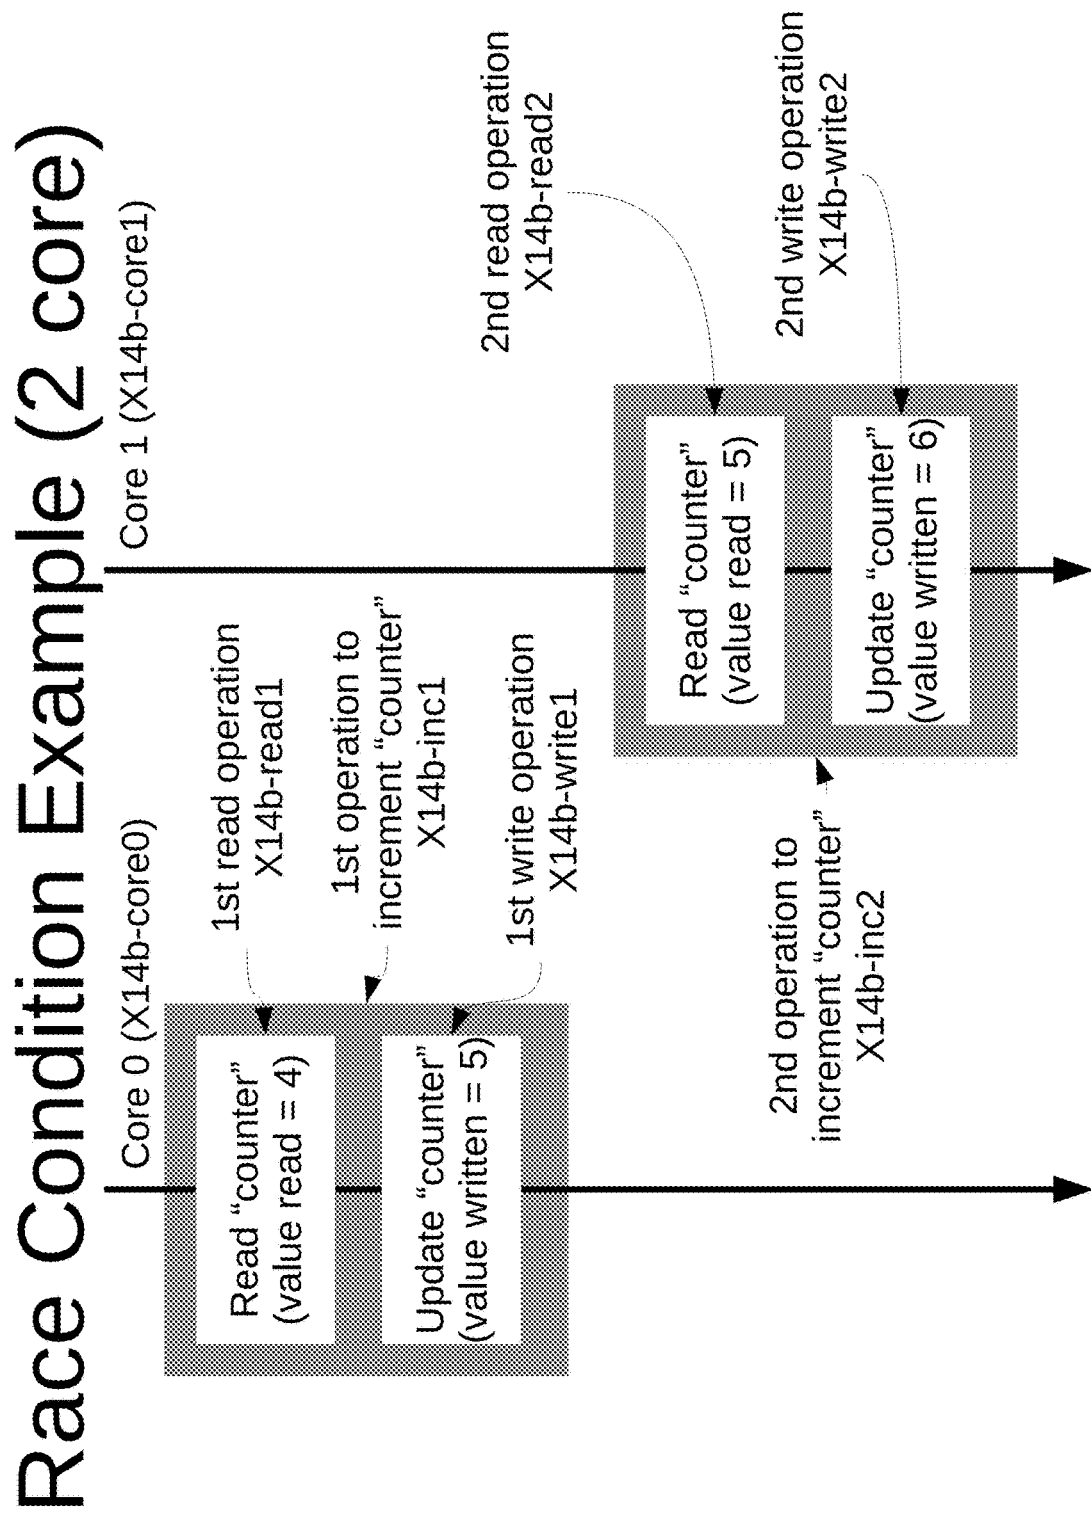 Race Condition Example (2 core)
Core 0 (X14b-core0)
Core 1 (X14b-core1)
Read “counter”
(value read = 4)
1st read operation
X14b-read1
1st operation to
increment “counter”
X14b-inc1
Update “counter”
(value written = 5)
1st write operation
X14b-write1
2nd read operation
X14b-read2
Read “counter”
(value read = 5)
2nd operation to
increment “counter”
X14b-inc2
Update “counter”
(value written = 6)
2nd write operation
X14b-write2